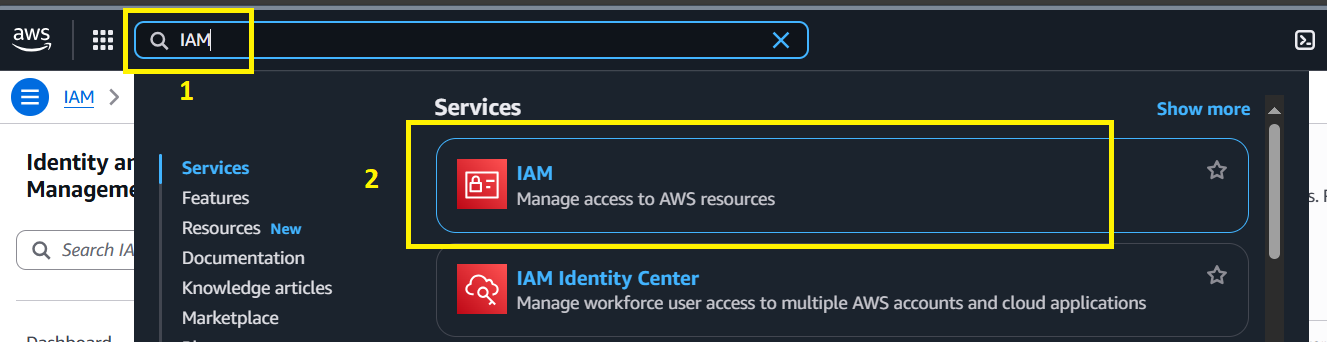 aws
IAM
1
IAM
Identity an
Manageme
Search IA
Dashboard
Services
Show more
Services
Features
Resources New
Documentation
Knowledge articles
Marketplace
2
IAM
Manage access to AWS resources
IAM Identity Center
Manage workforce user access to multiple AWS accounts and cloud applications